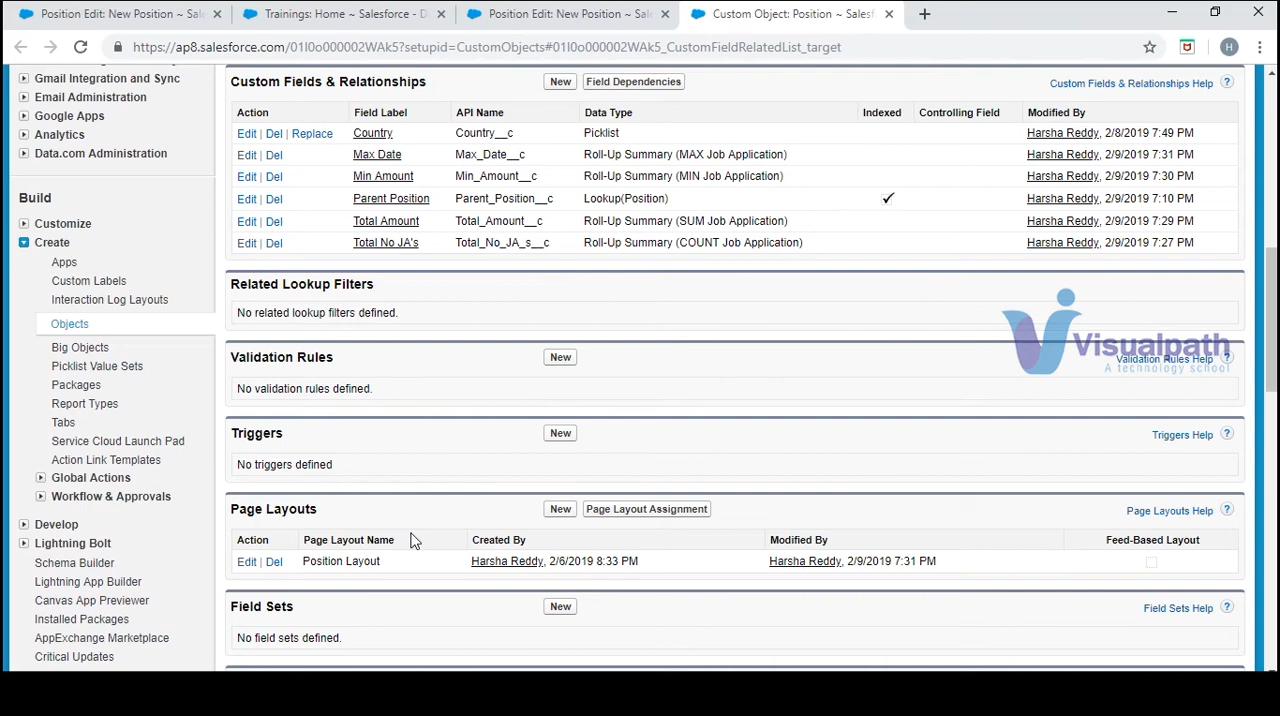 Position Edit: New Position ~ Sal
Trainings: Home ~ Salesforce - D
Position Edit: New Position ~ Sal
Custom Object: Position ~ Salesf
https://ap8.salesforce.com/01I0o000002WAk5?setupid=CustomObjects#01I0o000002WAk5_CustomFieldRelatedList_target
H
Gmail Integration and Sync
Email Administration
Google Apps
Analytics
Data.com Administration
Build
Customize
Create
Apps
Custom Labels
Interaction Log Layouts
Objects
Big Objects
Picklist Value Sets
Packages
Report Types
Tabs
Service Cloud Launch Pad
Action Link Templates
Global Actions
Workflow & Approvals
Develop
Lightning Bolt
Schema Builder
Lightning App Builder
Canvas App Previewer
Installed Packages
AppExchange Marketplace
Critical Updates
Custom Fields & Relationships New Field Dependencies Custom Fields & Relationships Help ?
Action Field Label API Name Data Type Indexed Controlling Field Modified By
Edit | Del | Replace Country Country__c Picklist Harsha Reddy, 2/8/2019 7:49 PM
Edit | Del Max Date Max_Date__c Roll-Up Summary (MAX Job Application) Harsha Reddy, 2/9/2019 7:31 PM
Edit | Del Min Amount Min_Amount__c Roll-Up Summary (MIN Job Application) Harsha Reddy, 2/9/2019 7:30 PM
Edit | Del Parent Position Parent_Position__c Lookup(Position) Harsha Reddy, 2/9/2019 7:10 PM
Edit | Del Total Amount Total_Amount__c Roll-Up Summary (SUM Job Application) Harsha Reddy, 2/9/2019 7:29 PM
Edit | Del Total No JA's Total_No_JA_s__c Roll-Up Summary (COUNT Job Application) Harsha Reddy, 2/9/2019 7:27 PM
Related Lookup Filters
No related lookup filters defined.
Visualpath
A technology school
Validation Rules New Validation Rules Help ?
No validation rules defined.
Triggers New Triggers Help ?
No triggers defined
Page Layouts New Page Layout Assignment Page Layouts Help ?
Action Page Layout Name Created By Modified By Feed-Based Layout
Edit | Del Position Layout Harsha Reddy, 2/6/2019 8:33 PM Harsha Reddy, 2/9/2019 7:31 PM
Field Sets New Field Sets Help ?
No field sets defined.